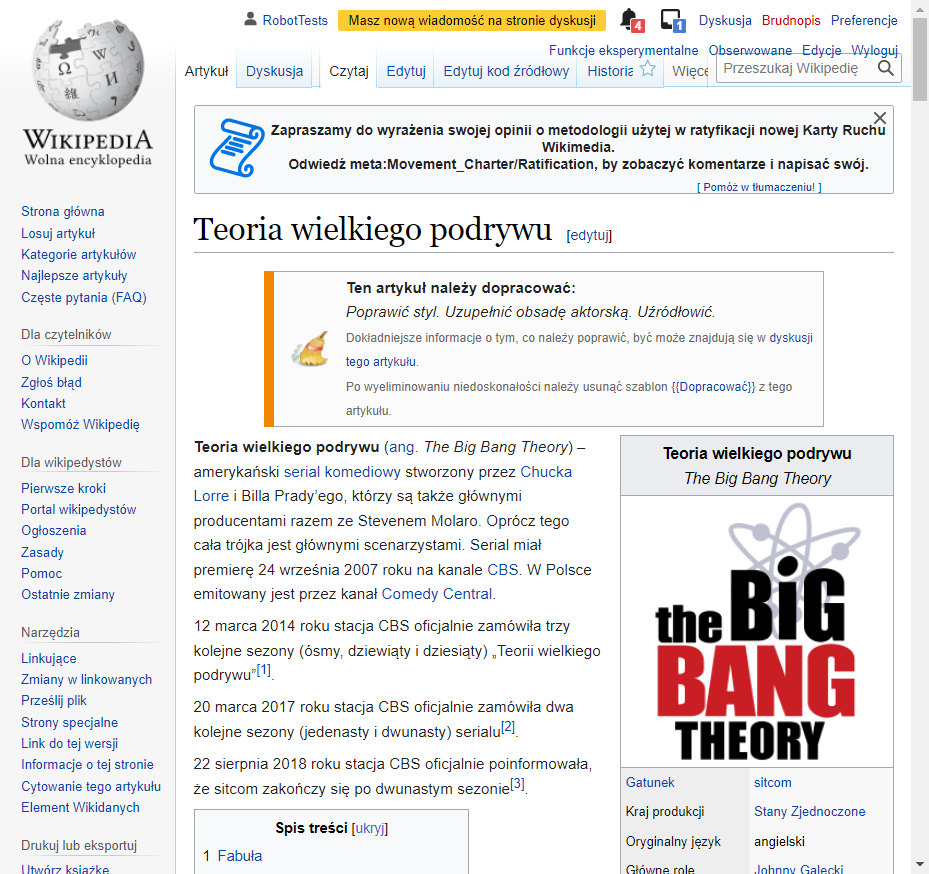 RobotTests
Masz nową wiadomość na stronie dyskusji
4
1
Dyskusja
Brudnopis
Preferencje
Funkcje eksperymentalne
Obserwowane
Edycje
Wyloguj
WIKIPEDIA
Wolna encyklopedia
Artykuł
Dyskusja
Czytaj
Edytuj
Edytuj kod źródłowy
Historia
Więcej
Przeszukaj Wikipedię
Strona główna
Losuj artykuł
Kategorie artykułów
Najlepsze artykuły
Częste pytania (FAQ)
Dla czytelników
O Wikipedii
Zgłoś błąd
Kontakt
Wspomóż Wikipedię
Dla wikipedystów
Pierwsze kroki
Portal wikipedystów
Ogłoszenia
Zasady
Pomoc
Ostatnie zmiany
Narzędzia
Linkujące
Zmiany w linkowanych
Prześlij plik
Strony specjalne
Link do tej wersji
Informacje o tej stronie
Cytowanie tego artykułu
Element Wikidanych
Drukuj lub eksportuj
Utwórz książkę
Zapraszamy do wyrażenia swojej opinii o metodologii użytej w ratyfikacji nowej Karty Ruchu
Wikimedia.
Odwiedź meta:Movement_Charter/Ratification, by zobaczyć komentarze i napisać swój.
[ Pomóż w tłumaczeniu! ]
Teoria wielkiego podrywu [edytuj]
Ten artykuł należy dopracować:
Poprawić styl. Uzupełnić obsadę aktorską. Uźródłowić.
Dokładniejsze informacje o tym, co należy poprawić, być może znajdują się w dyskusji
tego artykułu.
Po wyeliminowaniu niedoskonałości należy usunąć szablon {{Dopracować}} z tego
artykułu.
Teoria wielkiego podrywu (ang. The Big Bang Theory) –
amerykański serial komediowy stworzony przez Chucka
Lorre i Billa Prady’ego, którzy są także głównymi
producentami razem ze Stevenem Molaro. Oprócz tego
cała trójka jest głównymi scenarzystami. Serial miał
premierę 24 września 2007 roku na kanale CBS. W Polsce
emitowany jest przez kanał Comedy Central.
12 marca 2014 roku stacja CBS oficjalnie zamówiła trzy
kolejne sezony (ósmy, dziewiąty i dziesiąty) „Teorii wielkiego
podrywu”[1].
20 marca 2017 roku stacja CBS oficjalnie zamówiła dwa
kolejne sezony (jedenasty i dwunasty) serialu[2].
22 sierpnia 2018 roku stacja CBS oficjalnie poinformowała,
że sitcom zakończy się po dwunastym sezonie[3].
Spis treści [ukryj]
1 Fabuła
Teoria wielkiego podrywu
The Big Bang Theory
the BiG
BANG
THEORY
Gatunek sitcom
Kraj produkcji Stany Zjednoczone
Oryginalny język angielski
Główne role Johnny Galecki